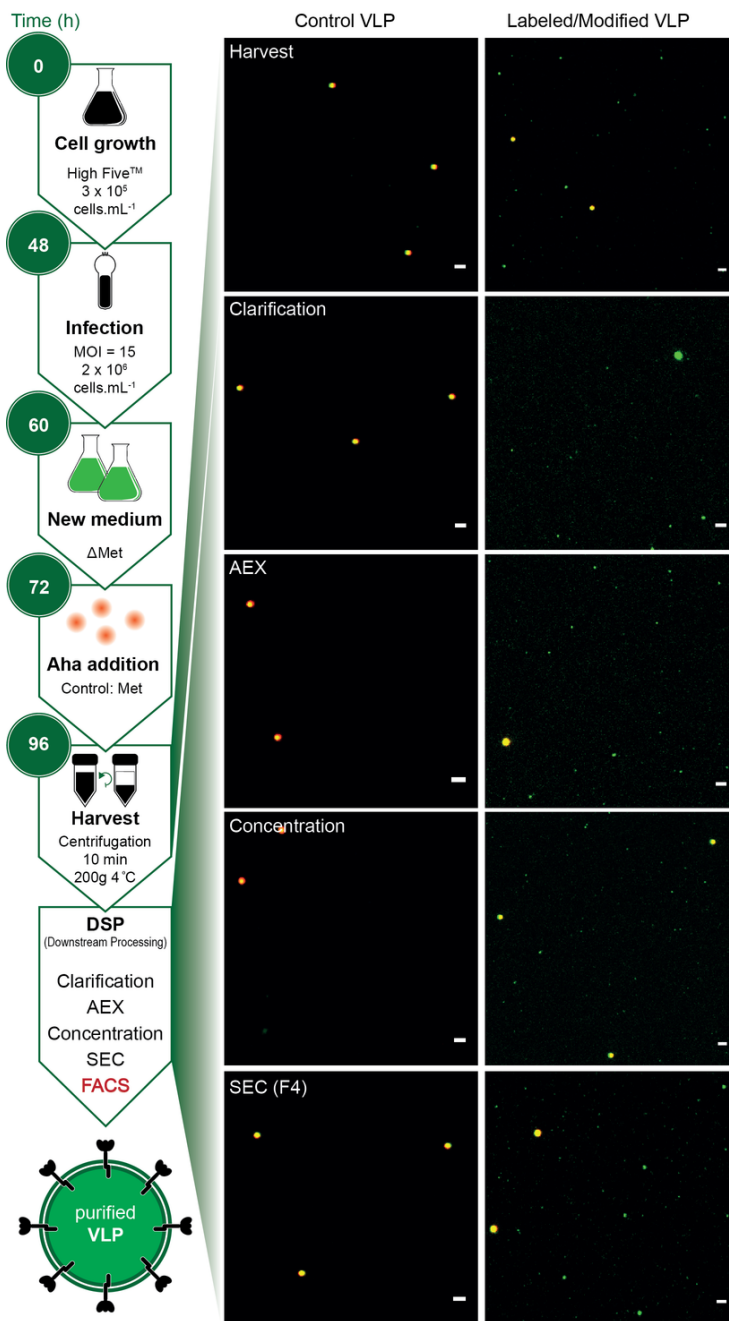 Time (h)
0
Cell growth
High Five™
3 x 10⁵
cells.mL⁻¹
48
Infection
MOI = 15
2 x 10⁶
cells.mL⁻¹
60
New medium
ΔMet
72
Aha addition
Control: Met
96
Harvest
Centrifugation
10 min
200g 4 °C
DSP
(Downstream Processing)
Clarification
AEX
Concentration
SEC
FACS
purified
VLP
Control VLP
Labeled/Modified VLP
Harvest
Clarification
AEX
Concentration
SEC (F4)